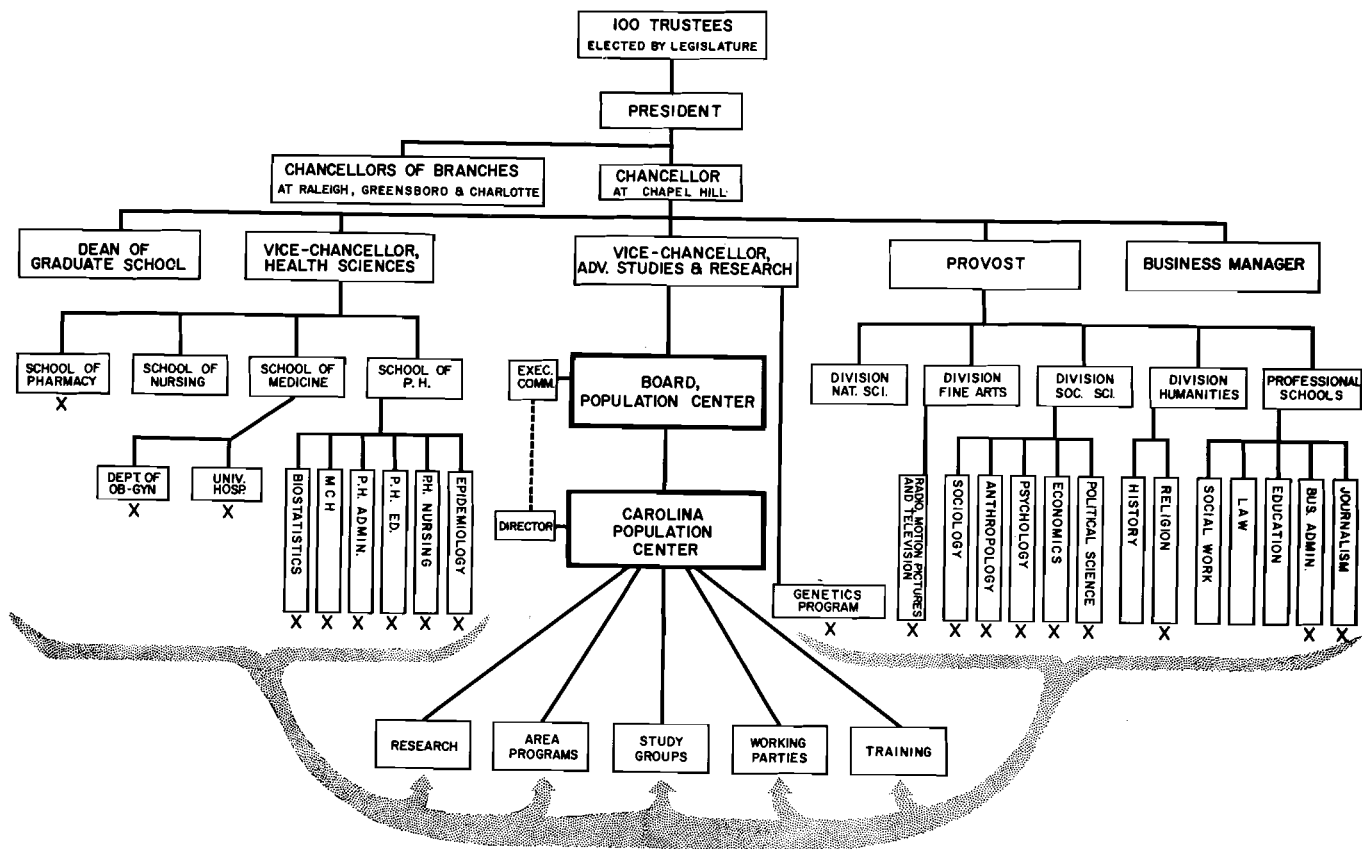 100 TRUSTEES
ELECTED BY LEGISLATURE
PRESIDENT
CHANCELLORS OF BRANCHES
AT RALEIGH, GREENSBORO & CHARLOTTE
CHANCELLOR
AT CHAPEL HILL
DEAN OF
GRADUATE SCHOOL
VICE-CHANCELLOR,
HEALTH SCIENCES
VICE-CHANCELLOR,
ADV. STUDIES & RESEARCH
PROVOST
BUSINESS MANAGER
SCHOOL OF
PHARMACY
X
SCHOOL OF
NURSING
SCHOOL OF
MEDICINE
SCHOOL OF
P.H.
EXEC.
COMM.
BOARD,
POPULATION CENTER
DIVISION
NAT. SCI.
DIVISION
FINE ARTS
DIVISION
SOC. SCI.
DIVISION
HUMANITIES
PROFESSIONAL
SCHOOLS
DEPT. OF
OB-GYN
X
UNIV.
HOSP.
X
BIOSTATISTICS
X
MCH
X
P.H. ADMIN.
X
P.H. ED.
X
P.H. NURSING
X
EPIDEMIOLOGY
X
DIRECTOR
CAROLINA
POPULATION
CENTER
GENETICS
PROGRAM
X
RADIO, MOTION PICTURES
AND TELEVISION
X
SOCIOLOGY
X
ANTHROPOLOGY
X
PSYCHOLOGY
X
ECONOMICS
X
POLITICAL SCIENCE
X
HISTORY
RELIGION
X
SOCIAL WORK
LAW
EDUCATION
BUS. ADMIN.
X
JOURNALISM
X
RESEARCH
AREA
PROGRAMS
STUDY
GROUPS
WORKING
PARTIES
TRAINING